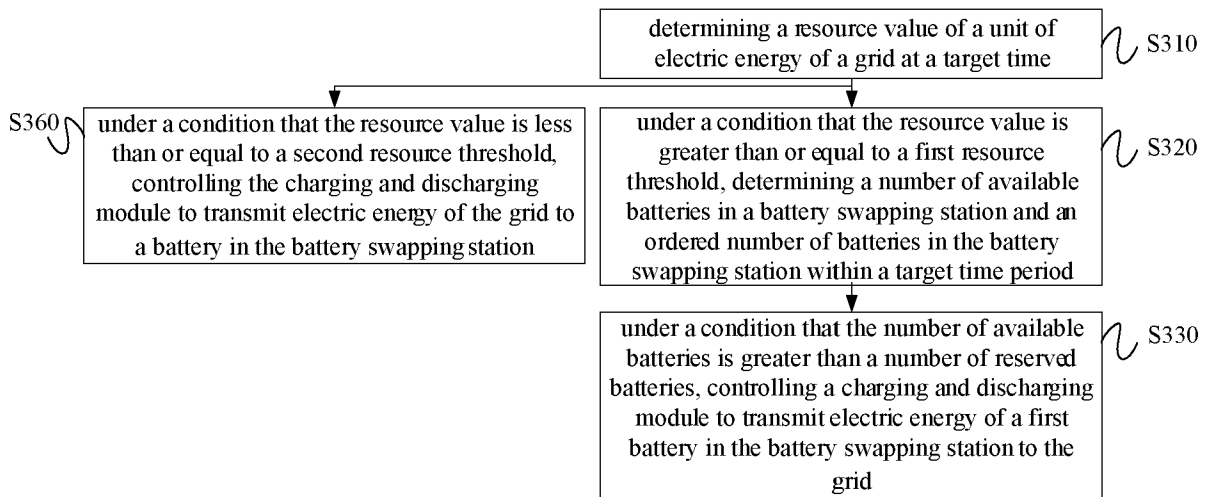 determining a resource value of a unit of
electric energy of a grid at a target time
S310
S360
under a condition that the resource value is less
than or equal to a second resource threshold,
controlling the charging and discharging
module to transmit electric energy of the grid to
a battery in the battery swapping station
under a condition that the resource value is
greater than or equal to a first resource
threshold, determining a number of available
batteries in a battery swapping station and an
ordered number of batteries in the battery
swapping station within a target time period
S320
under a condition that the number of available
batteries is greater than a number of reserved
batteries, controlling a charging and discharging
module to transmit electric energy of a first
battery in the battery swapping station to the
grid
S330